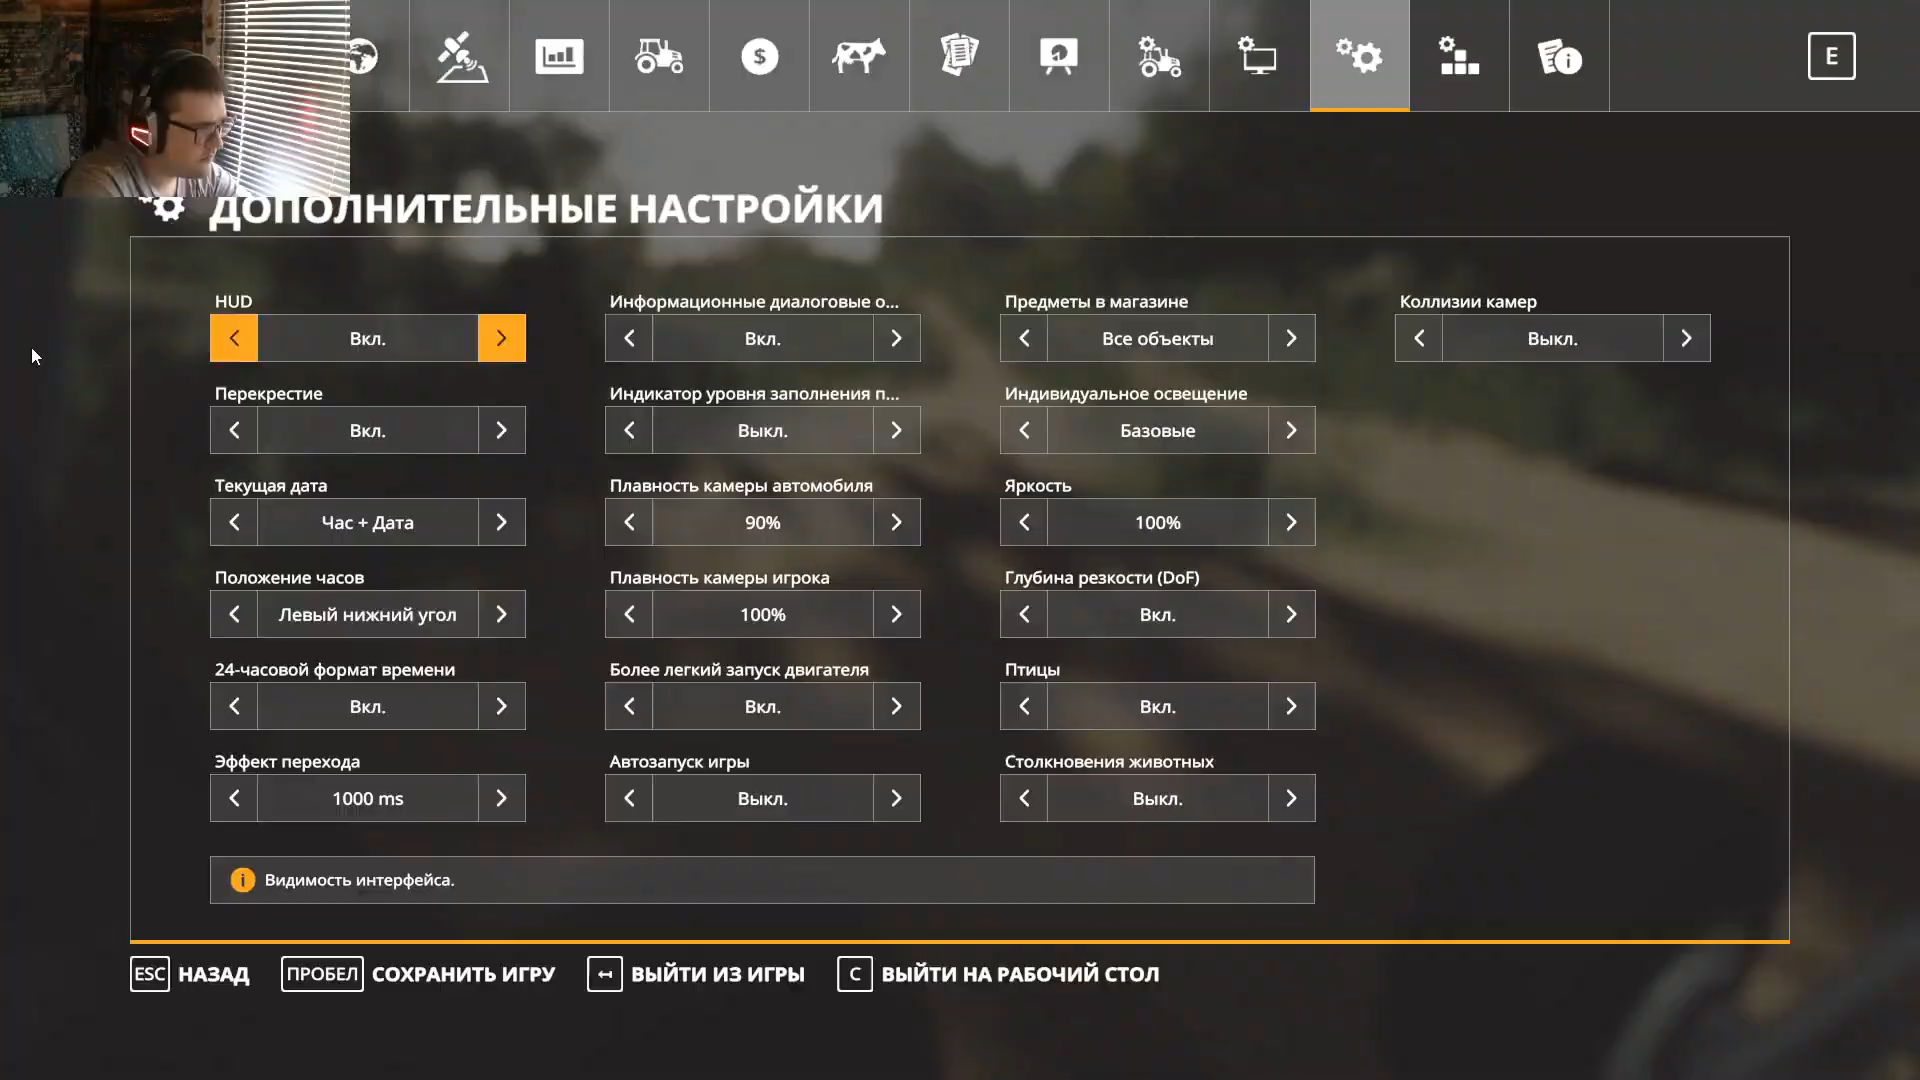 E
ДОПОЛНИТЕЛЬНЫЕ НАСТРОЙКИ
HUD
Вкл.
Перекрестие
Вкл.
Текущая дата
Час + Дата
Положение часов
Левый нижний угол
24-часовой формат времени
Вкл.
Эффект перехода
1000 ms
Информационные диалоговые о...
Вкл.
Индикатор уровня заполнения п...
Выкл.
Плавность камеры автомобиля
90%
Плавность камеры игрока
100%
Более легкий запуск двигателя
Вкл.
Автозапуск игры
Выкл.
Предметы в магазине
Все объекты
Индивидуальное освещение
Базовые
Яркость
100%
Глубина резкости (DoF)
Вкл.
Птицы
Вкл.
Столкновения животных
Выкл.
Коллизии камер
Выкл.
Видимость интерфейса.
ESC НАЗАД ПРОБЕЛ СОХРАНИТЬ ИГРУ ВЫЙТИ ИЗ ИГРЫ C ВЫЙТИ НА РАБОЧИЙ СТОЛ